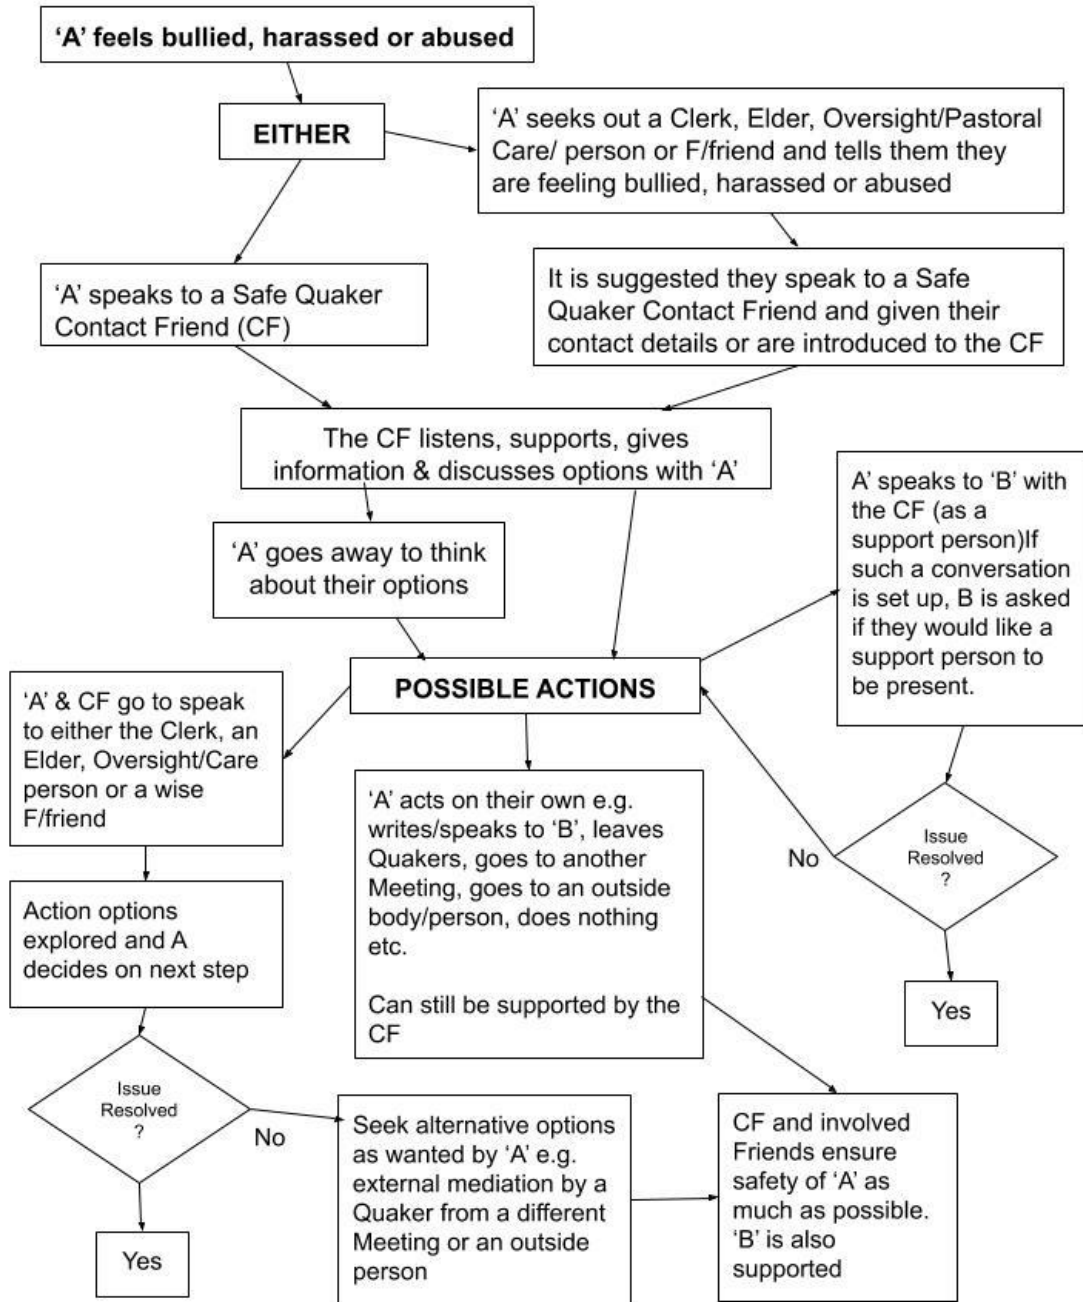 ‘A’ feels bullied, harassed or abused
EITHER
‘A’ seeks out a Clerk, Elder, Oversight/Pastoral
Care/ person or F/friend and tells them they
are feeling bullied, harassed or abused
‘A’ speaks to a Safe Quaker
Contact Friend (CF)
It is suggested they speak to a Safe
Quaker Contact Friend and given their
contact details or are introduced to the CF
The CF listens, supports, gives
information & discusses options with ‘A’
‘A’ goes away to think
about their options
A’ speaks to ‘B’ with
the CF (as a
support person)If
such a conversation
is set up, B is asked
if they would like a
support person to
be present.
POSSIBLE ACTIONS
‘A’ & CF go to speak
to either the Clerk, an
Elder, Oversight/Care
person or a wise
F/friend
‘A’ acts on their own e.g.
writes/speaks to ‘B’, leaves
Quakers, goes to another
Meeting, goes to an outside
body/person, does nothing
etc.
Can still be supported by the
CF
Issue
Resolved
?
No
Yes
Action options
explored and A
decides on next step
Issue
Resolved
?
No
Yes
Seek alternative options
as wanted by ‘A’ e.g.
external mediation by a
Quaker from a different
Meeting or an outside
person
CF and involved
Friends ensure
safety of ‘A’ as
much as possible.
‘B’ is also
supported